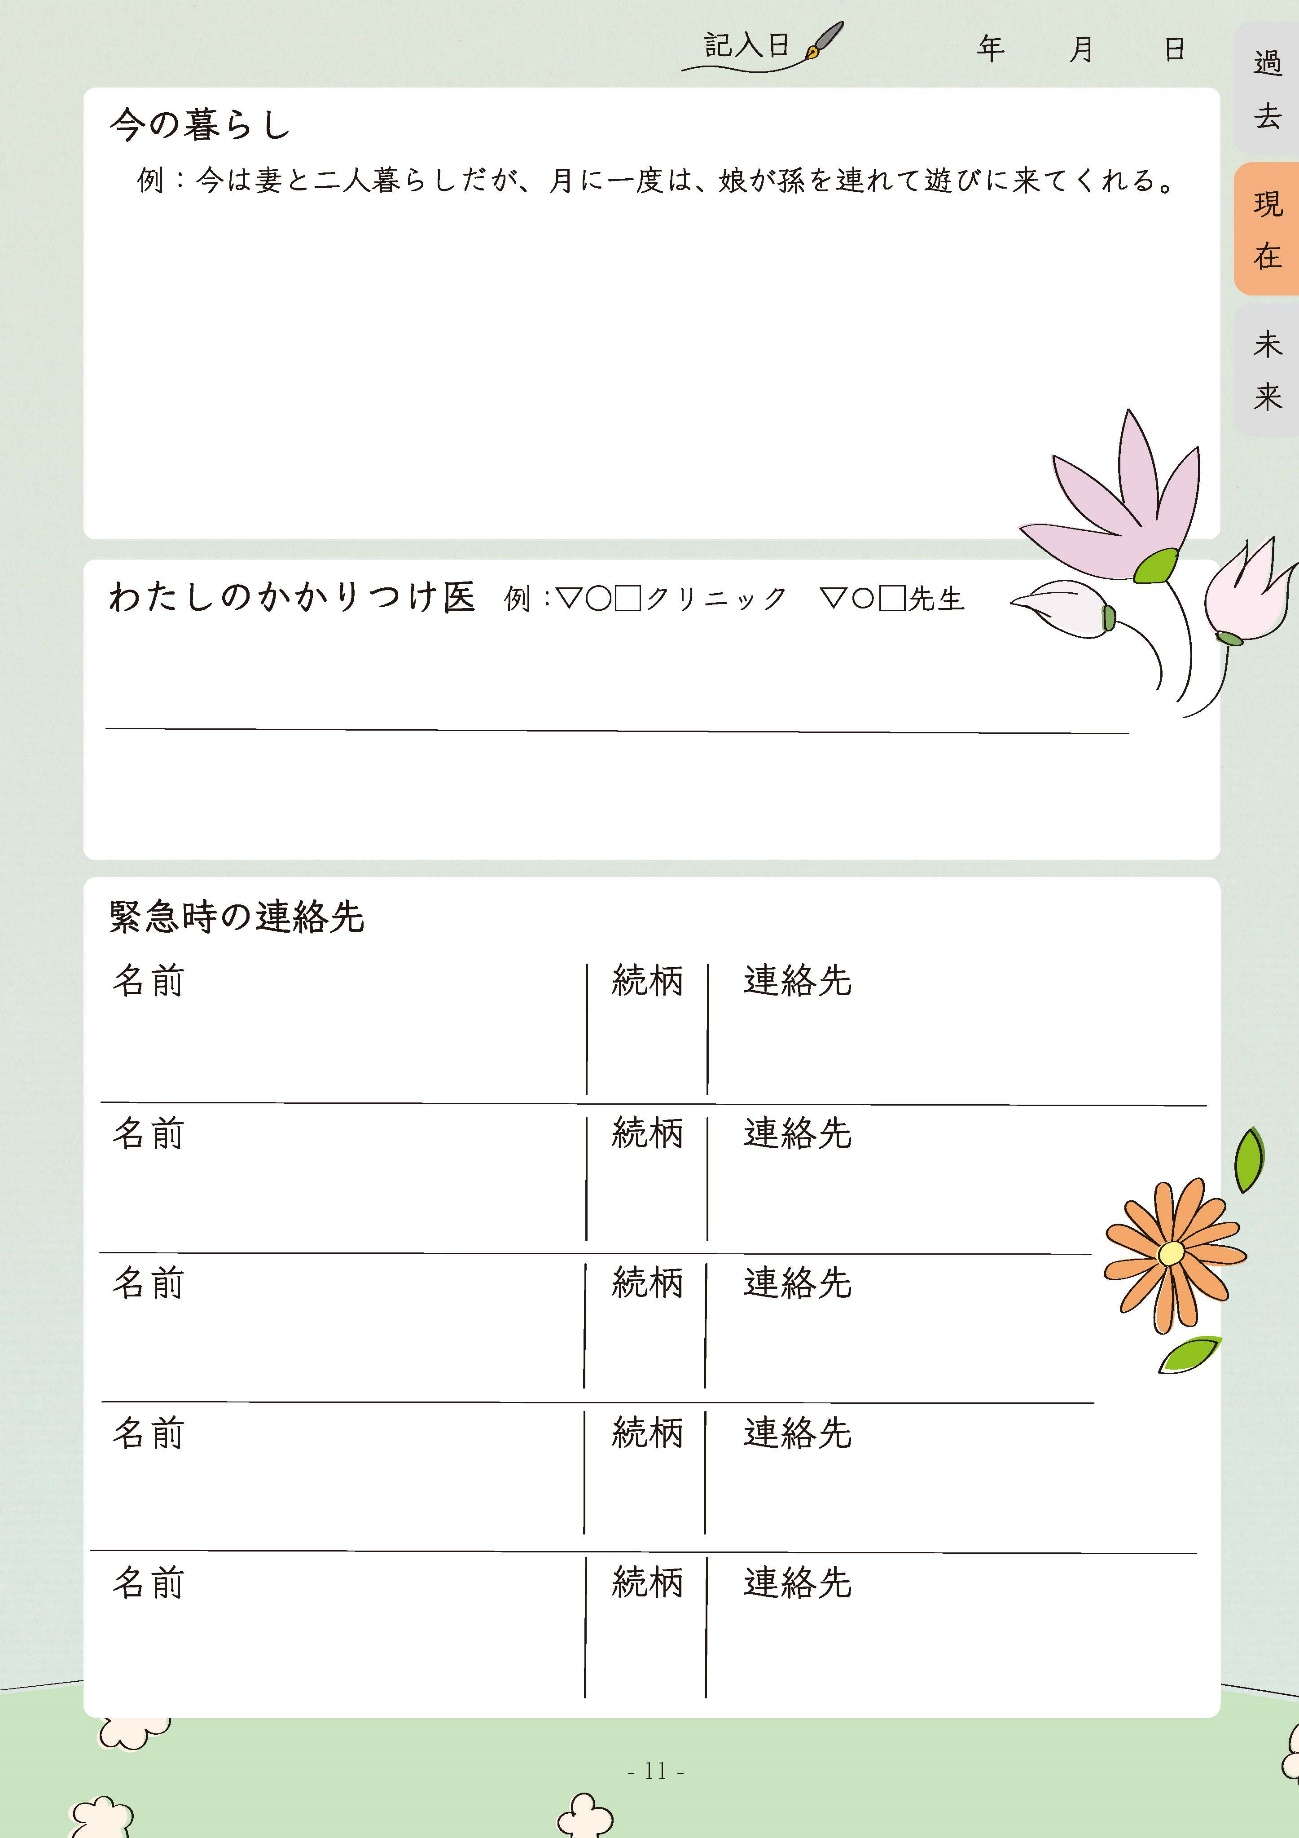 記入日 年 月 日
過去
現在
未来
今の暮らし
例：今は妻と二人暮らしだが、月に一度は、娘が孫を連れて遊びに来てくれる。
わたしのかかりつけ医 例：▽〇□クリニック ▽〇□先生
緊急時の連絡先
名前 続柄 連絡先
名前 続柄 連絡先
名前 続柄 連絡先
名前 続柄 連絡先
名前 続柄 連絡先
- 11 -